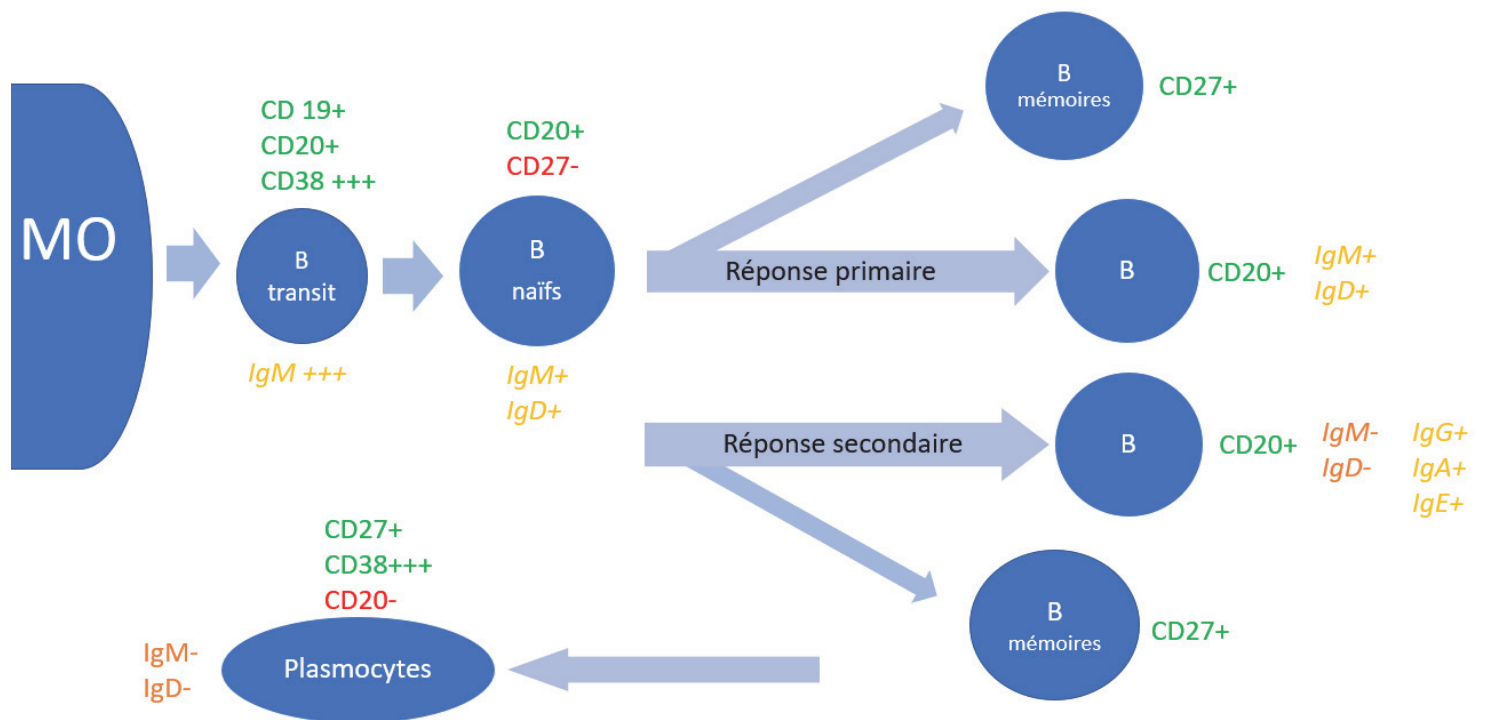 MO
CD 19+
CD20+
CD38 +++
B
transit
IgM +++
CD20+
CD27-
B
naïfs
IgM+
IgD+
B
mémoires
CD27+
Réponse primaire
B
CD20+
IgM+
IgD+
Réponse secondaire
B
CD20+
IgM-
IgD-
IgG+
IgA+
IgE+
B
mémoires
CD27+
CD27+
CD38+++
CD20-
Plasmocytes
IgM-
IgD-